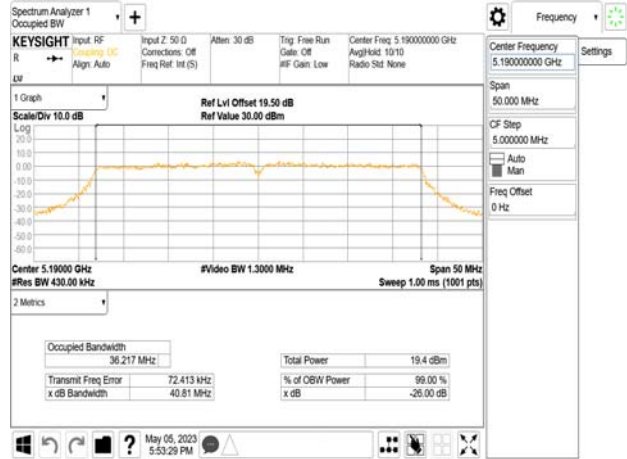 Spectrum Analyzer 1
Occupied BW
Frequency
KEYSIGHT
Input: RF
Coupling: DC
Align: Auto
Input Z: 50 Ω
Corrections: Off
Freq Ref: Int (S)
Atten: 30 dB
Trig: Free Run
Gate: Off
#IF Gain: Low
Center Freq: 5.190000000 GHz
Avg|Hold: 10/10
Radio Std: None
R
Center Frequency
5.190000000 GHz
Settings
Span
50.000 MHz
CF Step
5.000000 MHz
Auto
Man
Freq Offset
0 Hz
1 Graph
Scale/Div 10.0 dB
Ref Lvl Offset 19.50 dB
Ref Value 30.00 dBm
Log
20.0
10.0
0.00
-10.0
-20.0
-30.0
-40.0
-50.0
-60.0
Center 5.19000 GHz
#Video BW 1.3000 MHz
Span 50 MHz
#Res BW 430.00 kHz
Sweep 1.00 ms (1001 pts)
2 Metrics
Occupied Bandwidth
36.217 MHz
Total Power 19.4 dBm
Transmit Freq Error 72.413 kHz
% of OBW Power 99.00 %
x dB Bandwidth 40.81 MHz
x dB -26.00 dB
May 05, 2023
5:53:29 PM